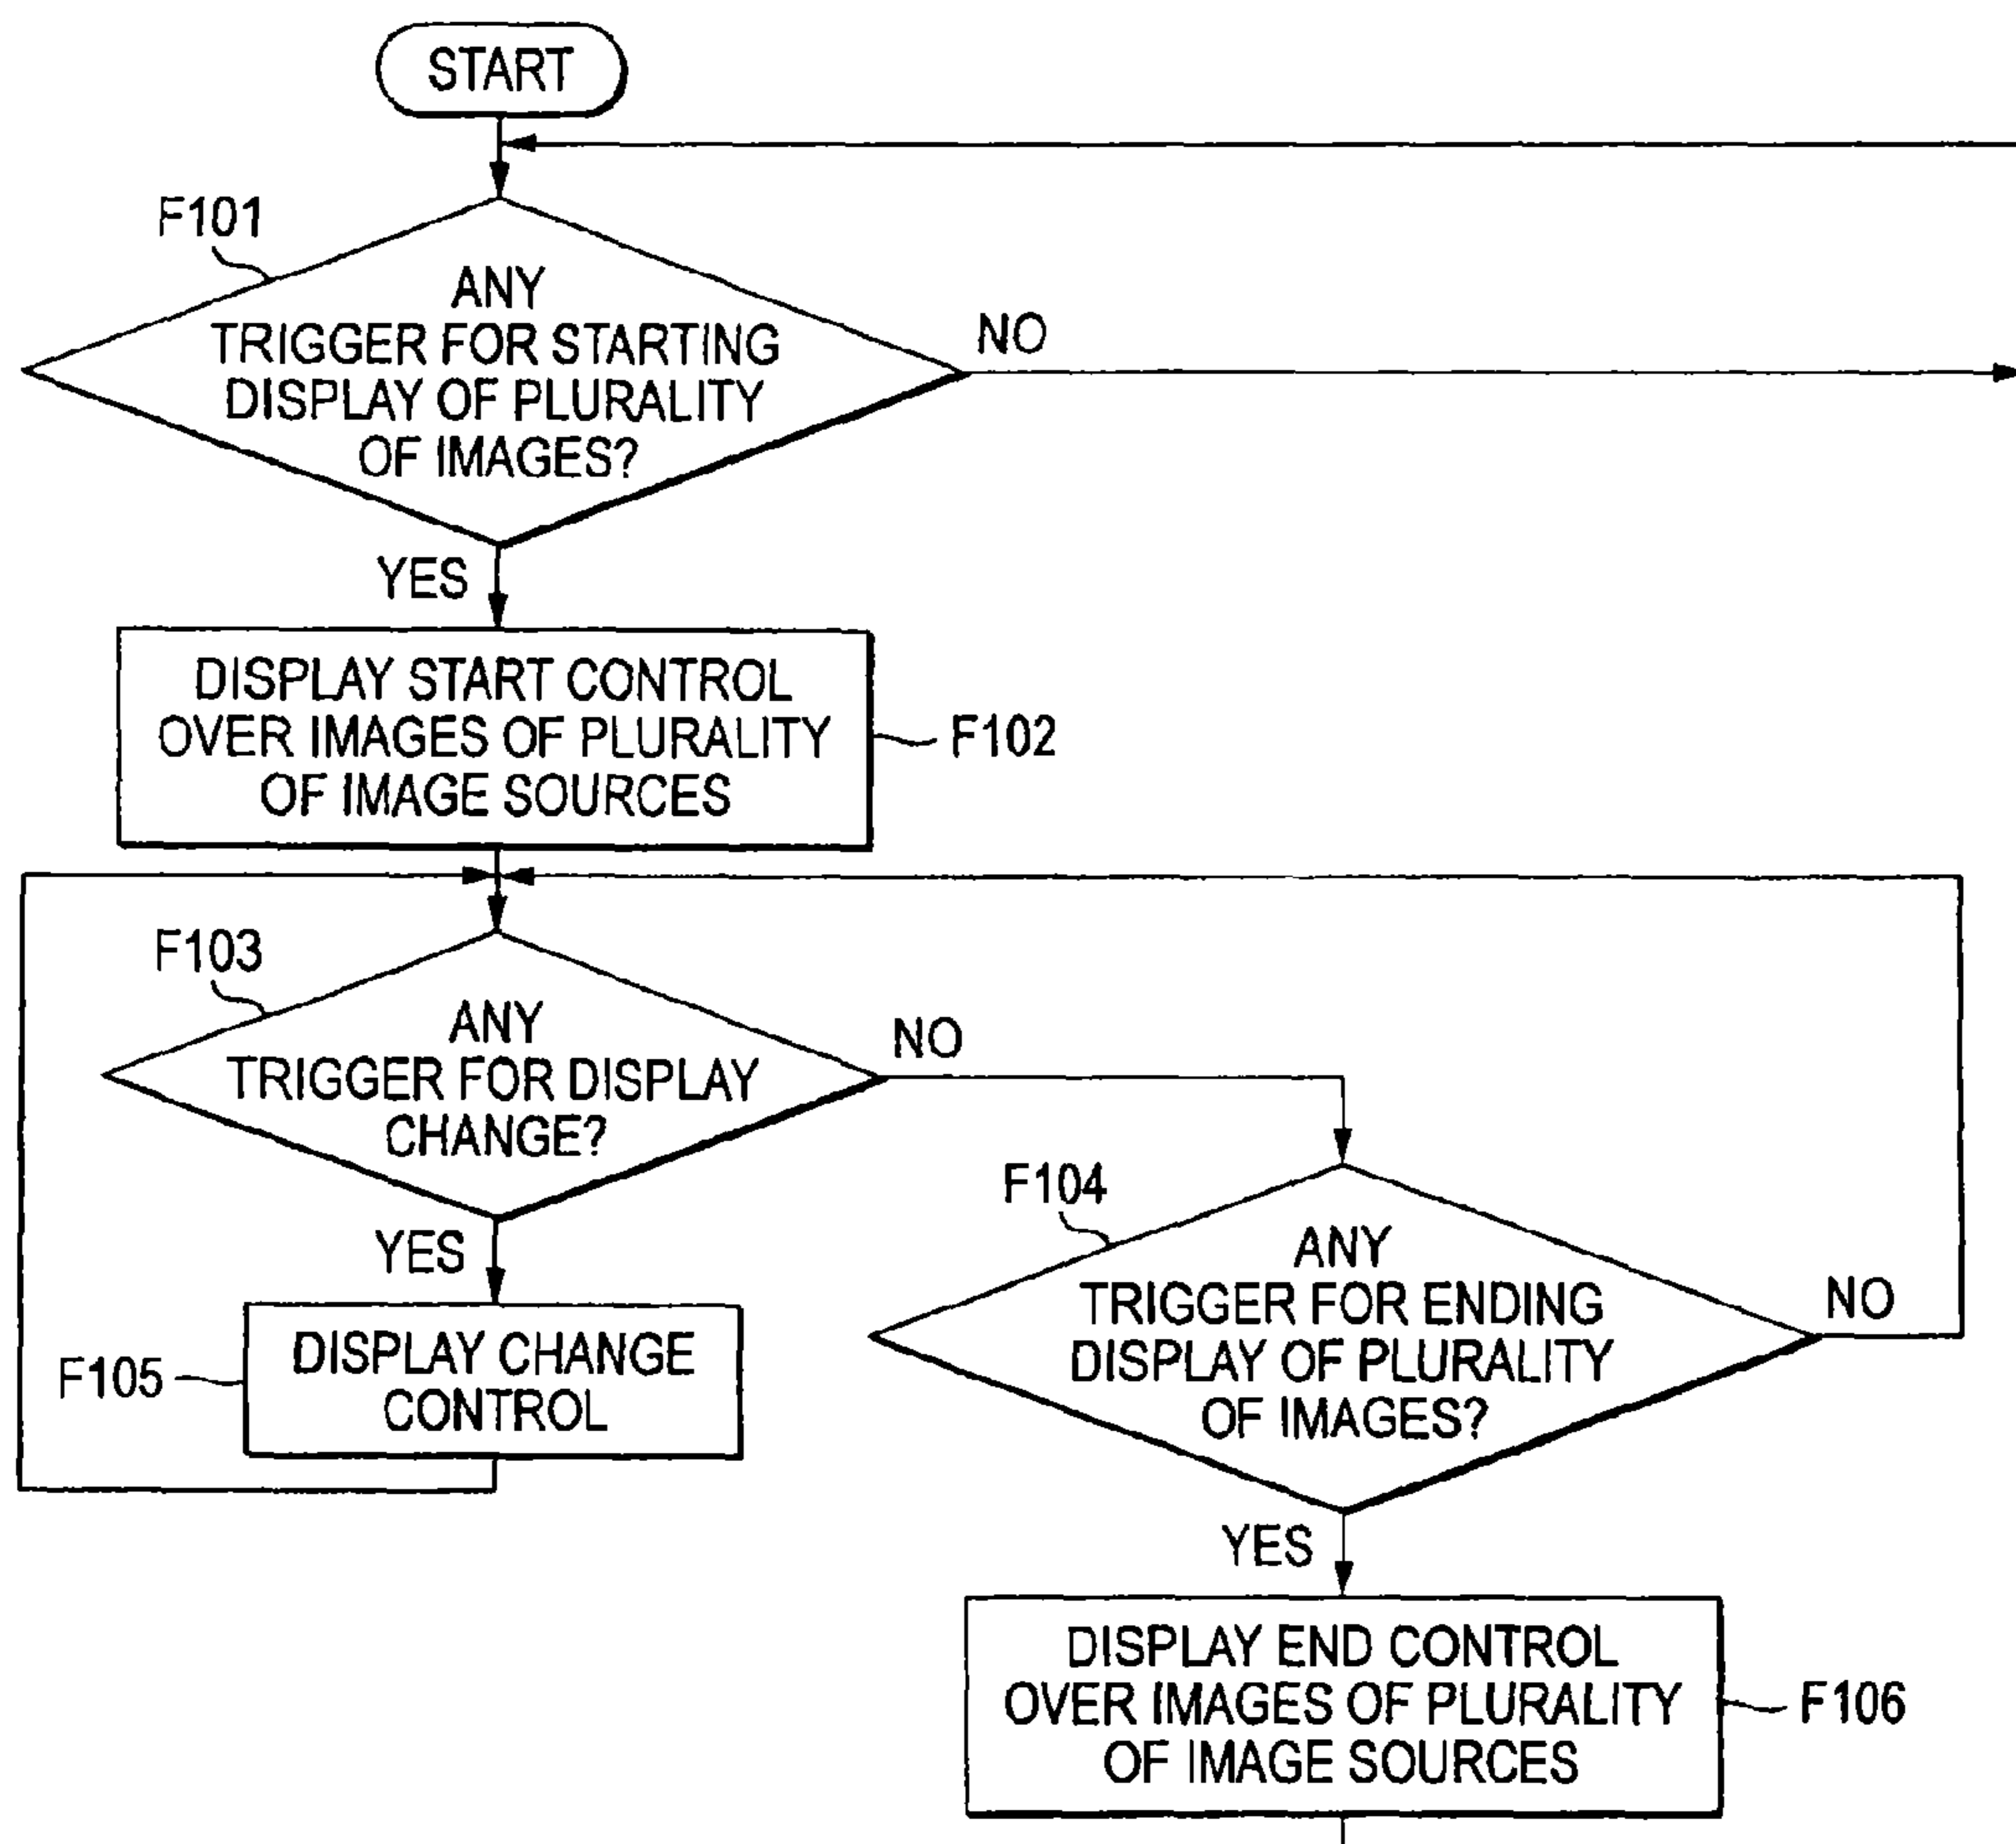 START
F101
ANY
TRIGGER FOR STARTING
DISPLAY OF PLURALITY
OF IMAGES?
NO
YES
DISPLAY START CONTROL
OVER IMAGES OF PLURALITY
OF IMAGE SOURCES
F102
F103
ANY
TRIGGER FOR DISPLAY
CHANGE?
NO
YES
F104
ANY
TRIGGER FOR ENDING
DISPLAY OF PLURALITY
OF IMAGES?
NO
F105
DISPLAY CHANGE
CONTROL
YES
DISPLAY END CONTROL
OVER IMAGES OF PLURALITY
OF IMAGE SOURCES
F106